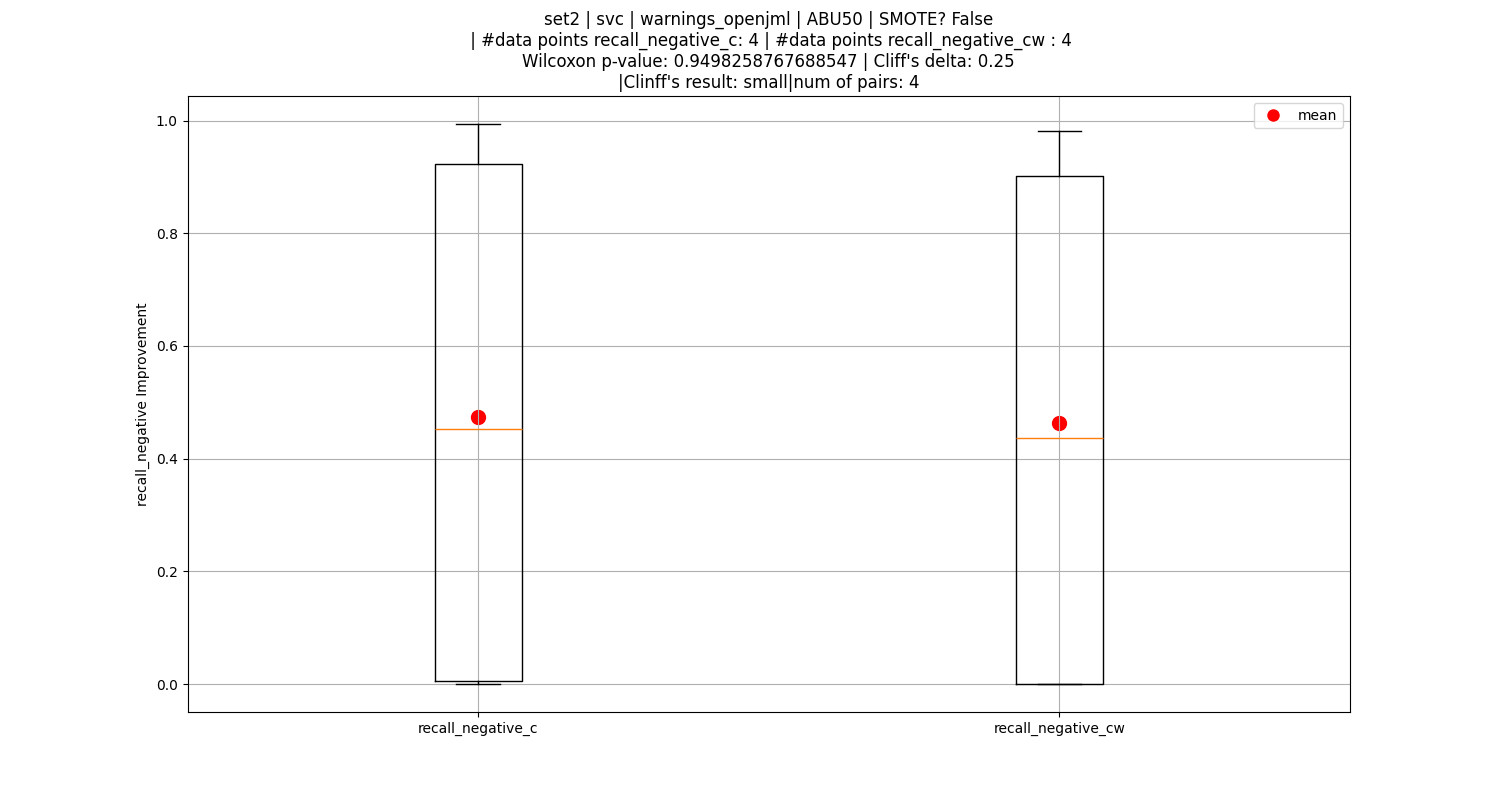 set2 | svc | warnings_openjml | ABU50 | SMOTE? False
| #data points recall_negative_c: 4 | #data points recall_negative_cw : 4
Wilcoxon p-value: 0.9498258767688547 | Cliff's delta: 0.25
|Clinff's result: small|num of pairs: 4
mean
1.0
0.8
0.6
0.4
0.2
0.0
recall_negative Improvement
recall_negative_c
recall_negative_cw